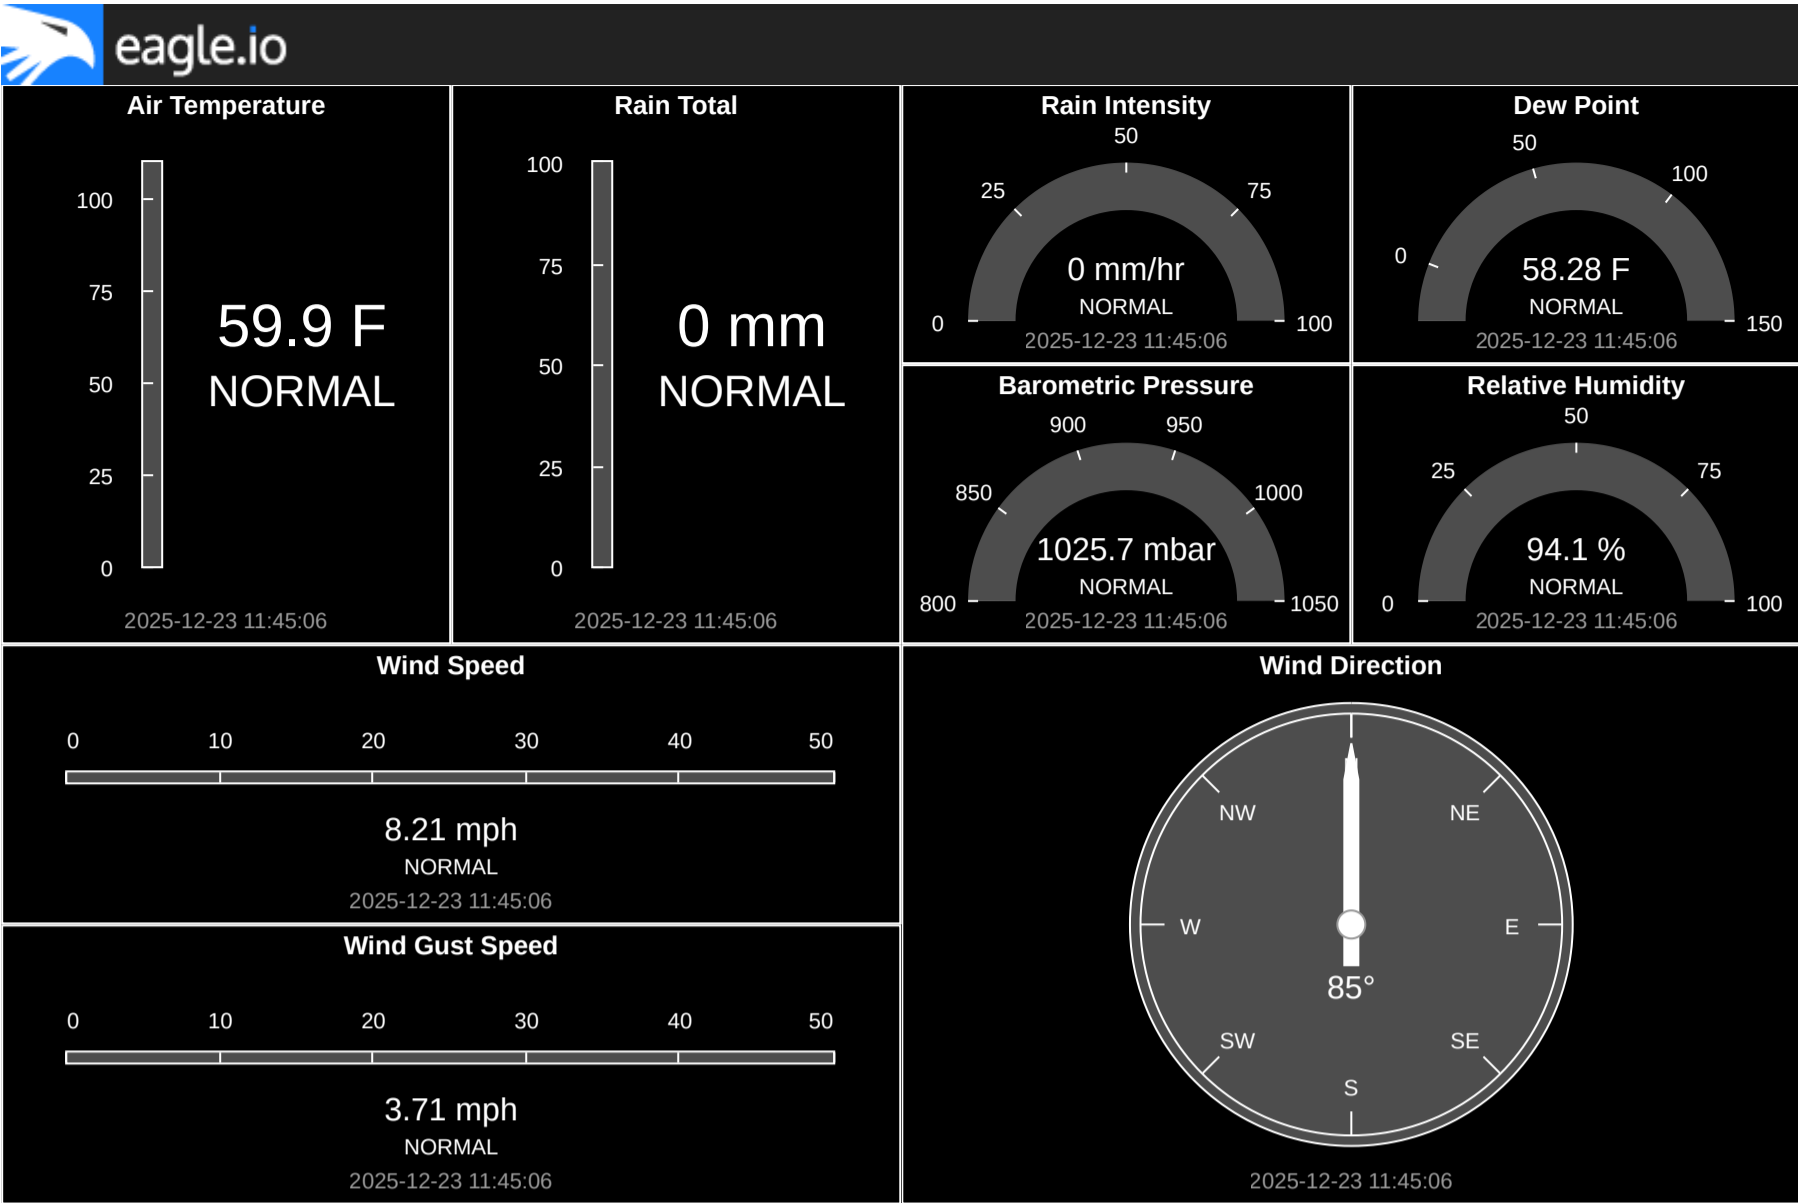 eagle.io
Air Temperature
100
75
50
25
0
59.9 F
NORMAL
2025-12-23 11:45:06
Rain Total
100
75
50
25
0
0 mm
NORMAL
2025-12-23 11:45:06
Rain Intensity
50
25
75
0
100
0 mm/hr
NORMAL
2025-12-23 11:45:06
Dew Point
50
100
0
150
58.28 F
NORMAL
2025-12-23 11:45:06
Barometric Pressure
900
950
850
1000
800
1050
1025.7 mbar
NORMAL
2025-12-23 11:45:06
Relative Humidity
50
25
75
0
100
94.1 %
NORMAL
2025-12-23 11:45:06
Wind Speed
0 10 20 30 40 50
8.21 mph
NORMAL
2025-12-23 11:45:06
Wind Gust Speed
0 10 20 30 40 50
3.71 mph
NORMAL
2025-12-23 11:45:06
Wind Direction
NW NE
W E
85°
SW SE
S
2025-12-23 11:45:06